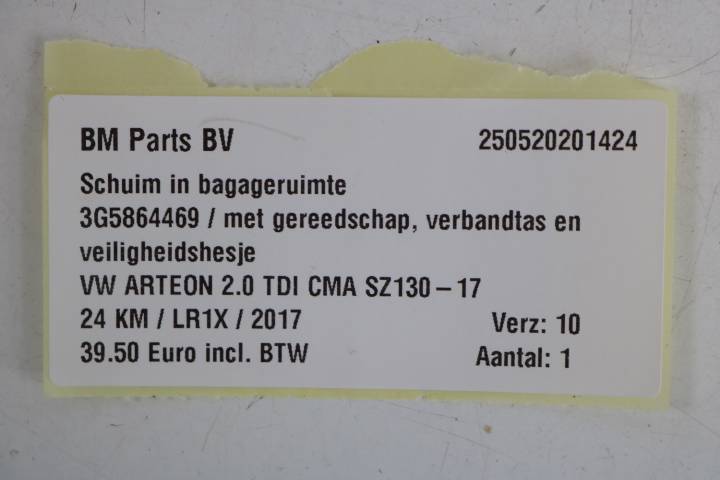 BM Parts BV 250520201424
Schuim in bagageruimte
3G5864469 / met gereedschap, verbandtas en
veiligheidshesje
VW ARTEON 2.0 TDI CMA SZ130-17
24 KM / LR1X / 2017 Verz: 10
39.50 Euro incl. BTW Aantal: 1